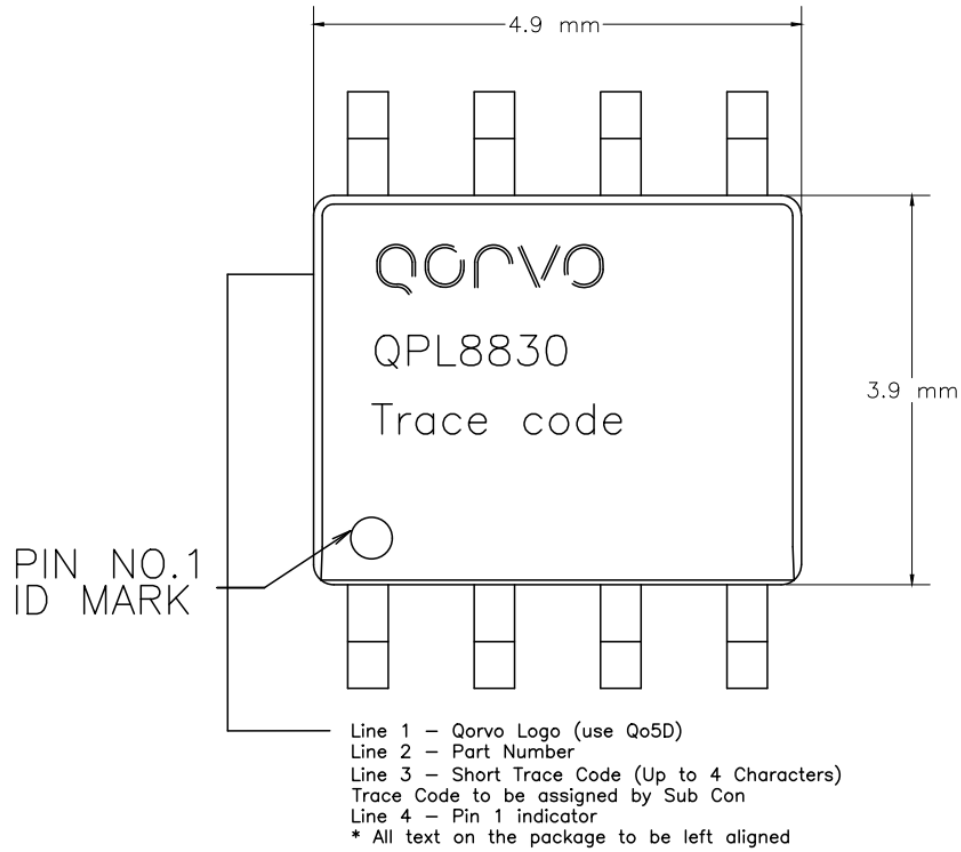 4.9 mm
QORVO
QPL8830
Trace code
3.9 mm
PIN NO.1
ID MARK
Line 1 – Qorvo Logo (use Qo5D)
Line 2 – Part Number
Line 3 – Short Trace Code (Up to 4 Characters)
Trace Code to be assigned by Sub Con
Line 4 – Pin 1 indicator
* All text on the package to be left aligned